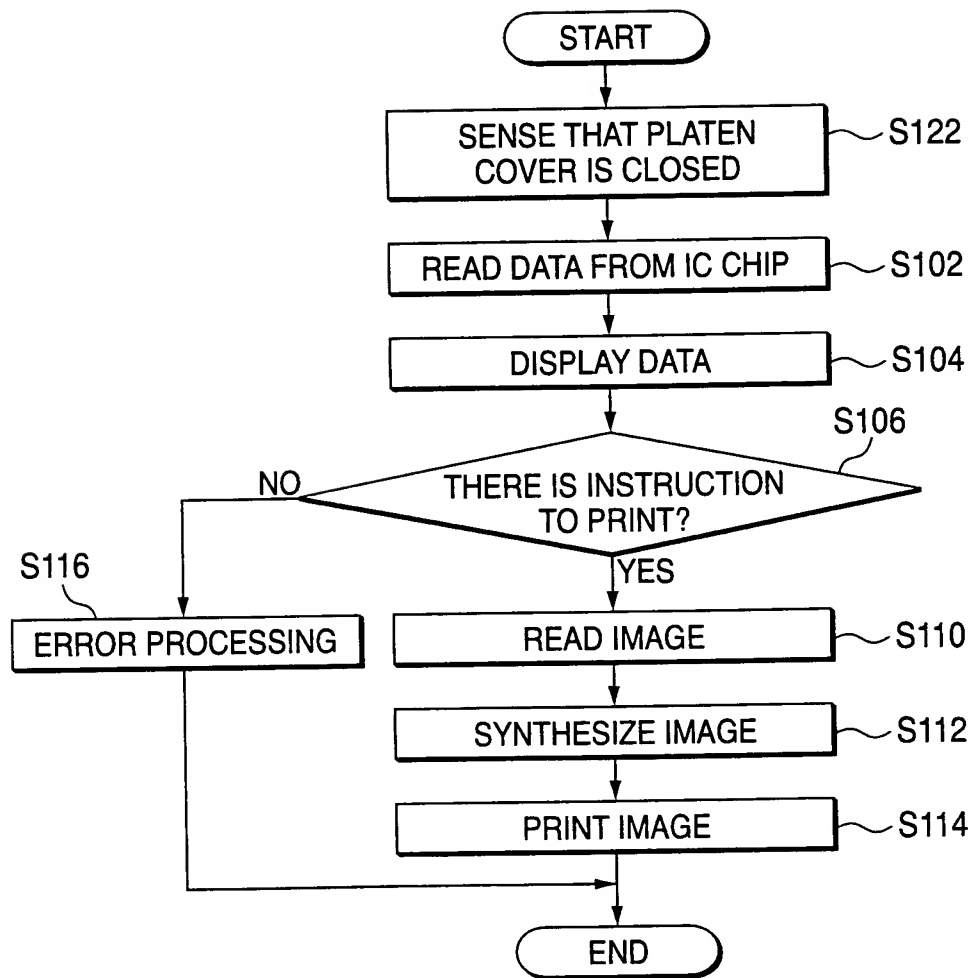 START
SENSE THAT PLATEN
COVER IS CLOSED
S122
READ DATA FROM IC CHIP
S102
DISPLAY DATA
S104
S106
THERE IS INSTRUCTION
TO PRINT?
NO
YES
S116
ERROR PROCESSING
READ IMAGE
S110
SYNTHESIZE IMAGE
S112
PRINT IMAGE
S114
END